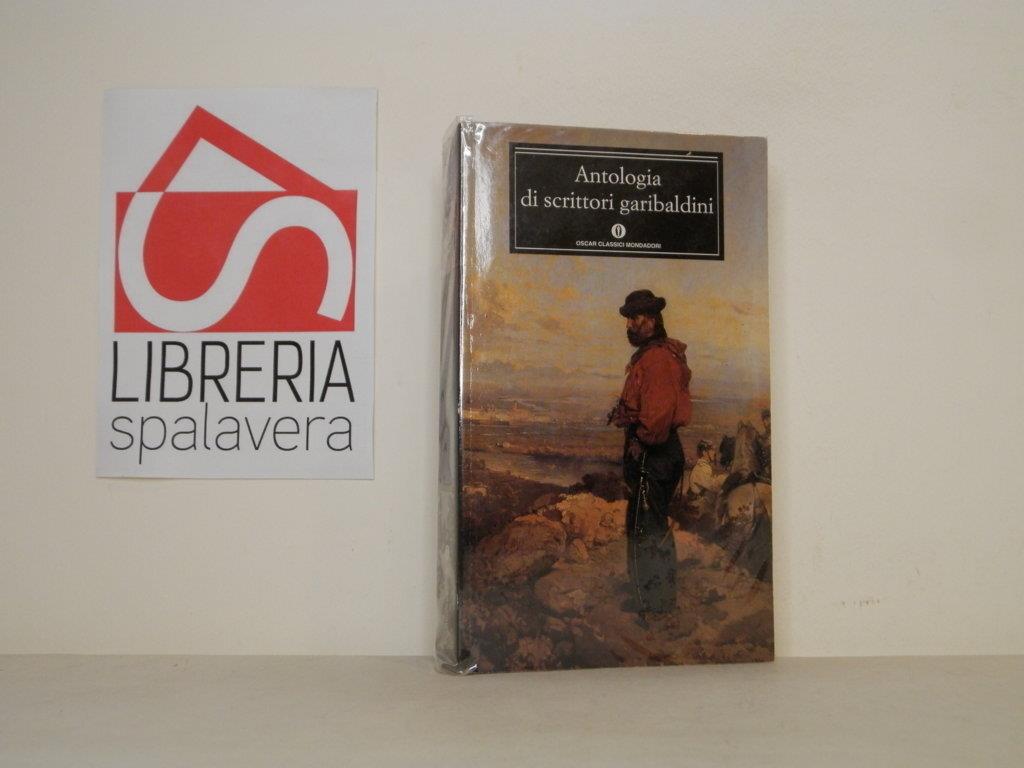 LIBRERIA
spalavera
Antologia
di scrittori garibaldini
OSCAR CLASSICI MONDADORI